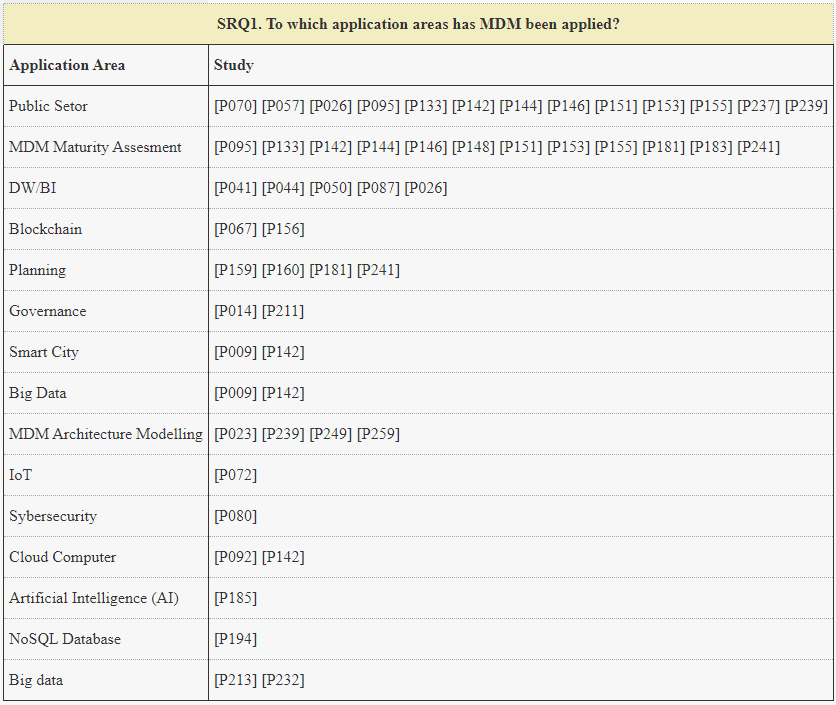 SRQ1. To which application areas has MDM been applied?
Application Area Study
Public Setor [P070] [P057] [P026] [P095] [P133] [P142] [P144] [P146] [P151] [P153] [P155] [P237] [P239]
MDM Maturity Assesment [P095] [P133] [P142] [P144] [P146] [P148] [P151] [P153] [P155] [P181] [P183] [P241]
DW/BI [P041] [P044] [P050] [P087] [P026]
Blockchain [P067] [P156]
Planning [P159] [P160] [P181] [P241]
Governance [P014] [P211]
Smart City [P009] [P142]
Big Data [P009] [P142]
MDM Architecture Modelling [P023] [P239] [P249] [P259]
IoT [P072]
Sybersecurity [P080]
Cloud Computer [P092] [P142]
Artificial Intelligence (AI) [P185]
NoSQL Database [P194]
Big data [P213] [P232]